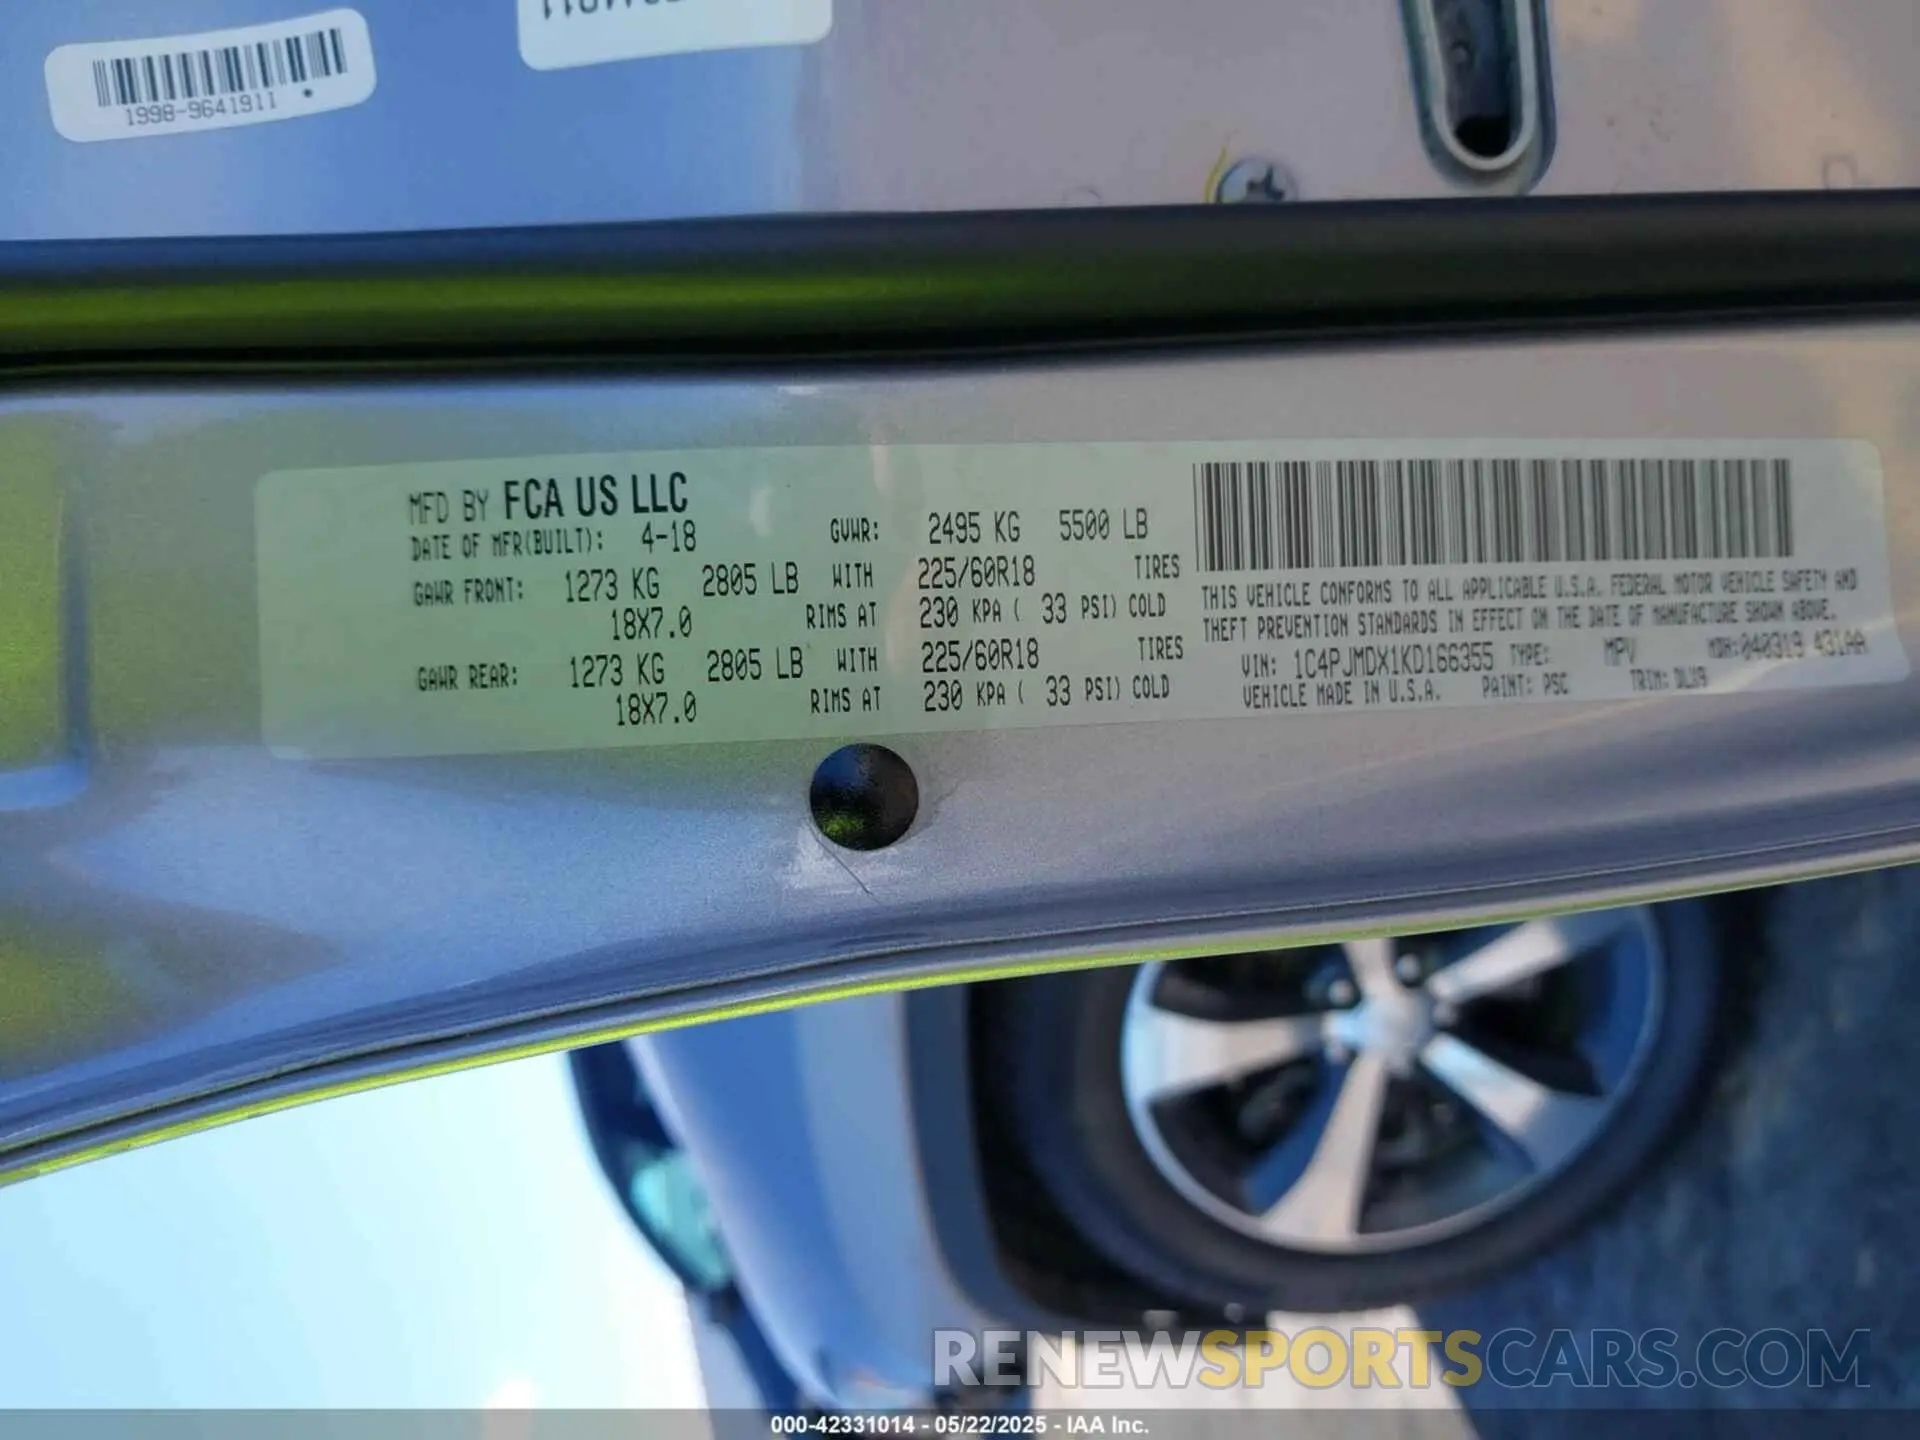 1998-9641911
MFD BY FCA US LLC
DATE OF MFR(BUILT): 4-18 GVWR: 2495 KG 5500 LB
GAWR FRONT: 1273 KG 2805 LB WITH 225/60R18 TIRES
18X7.0 RIMS AT 230 KPA ( 33 PSI) COLD
GAWR REAR: 1273 KG 2805 LB WITH 225/60R18 TIRES
18X7.0 RIMS AT 230 KPA ( 33 PSI) COLD
THIS VEHICLE CONFORMS TO ALL APPLICABLE U.S.A. FEDERAL MOTOR VEHICLE SAFETY AND
THEFT PREVENTION STANDARDS IN EFFECT ON THE DATE OF MANUFACTURE SHOWN ABOVE.
VIN: 1C4PJMDX1KD166355 TYPE: MPV MDH:040319 431AA
VEHICLE MADE IN U.S.A. PAINT: PSC TRIM: DLX9
RENEWSPORTSCARS.COM
000-42331014 - 05/22/2025 - IAA Inc.